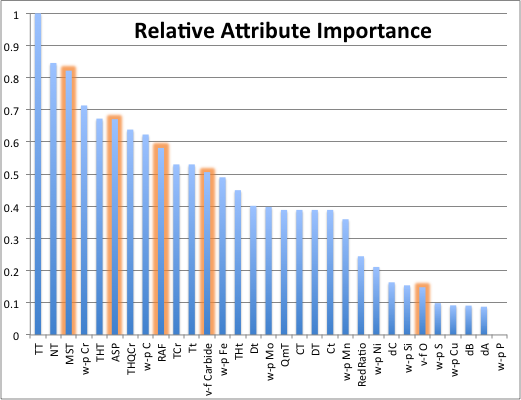 Relative Attribute Importance
1
0.9
0.8
0.7
0.6
0.5
0.4
0.3
0.2
0.1
0
TT
NT
MST
w-p Cr
THT
ASP
THQCr
w-p C
RAF
TCr
Tt
v-f Carbide
w-p Fe
THt
Dt
w-p Mo
QmT
CT
DT
Ct
w-p Mn
RedRatio
w-p Ni
dC
w-p Si
v-f O
w-p S
w-p Cu
dB
dA
w-p P